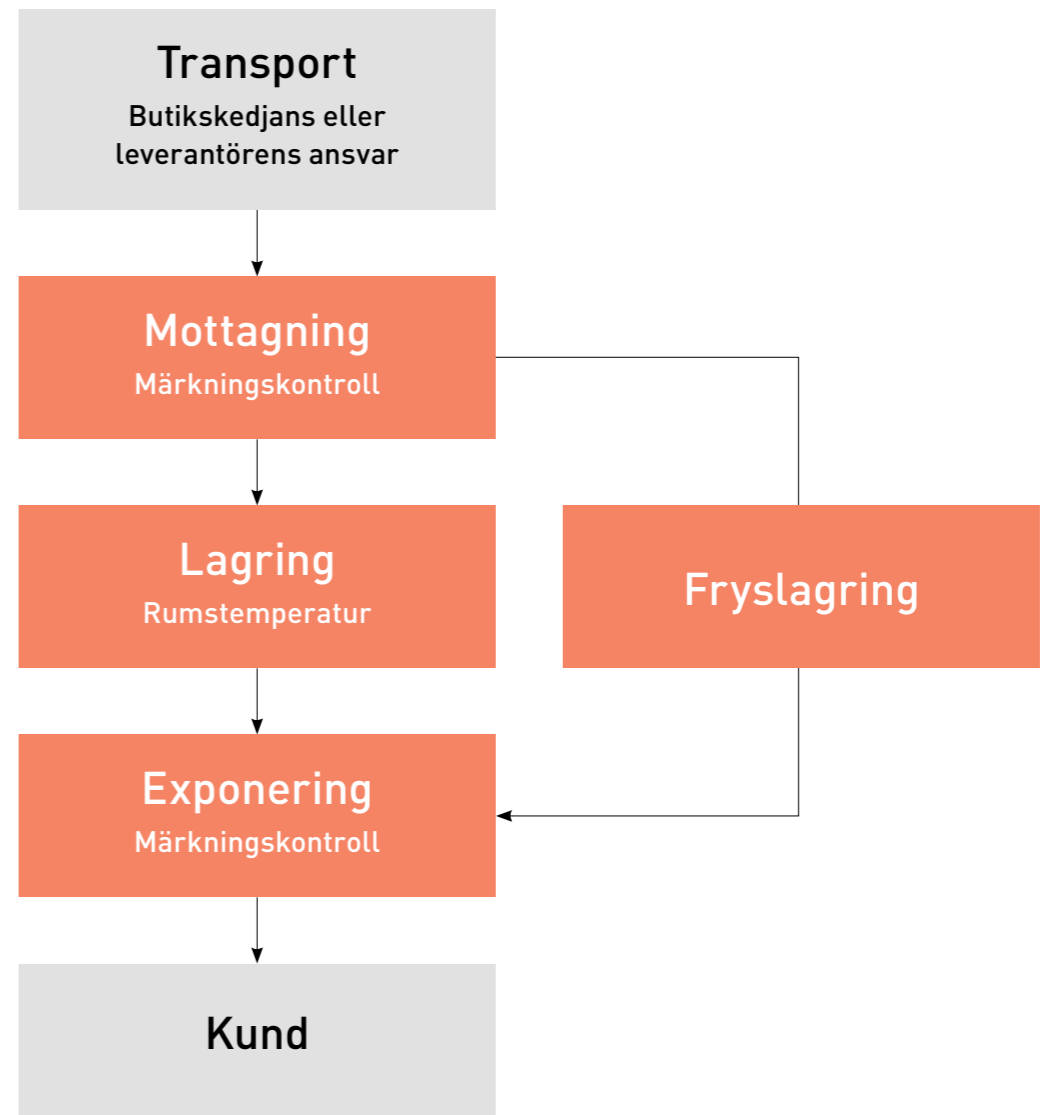 Transport
Butikskedjans eller
leverantörens ansvar
Mottagning
Märkningskontroll
Lagring
Rumstemperatur
Fryslagring
Exponering
Märkningskontroll
Kund